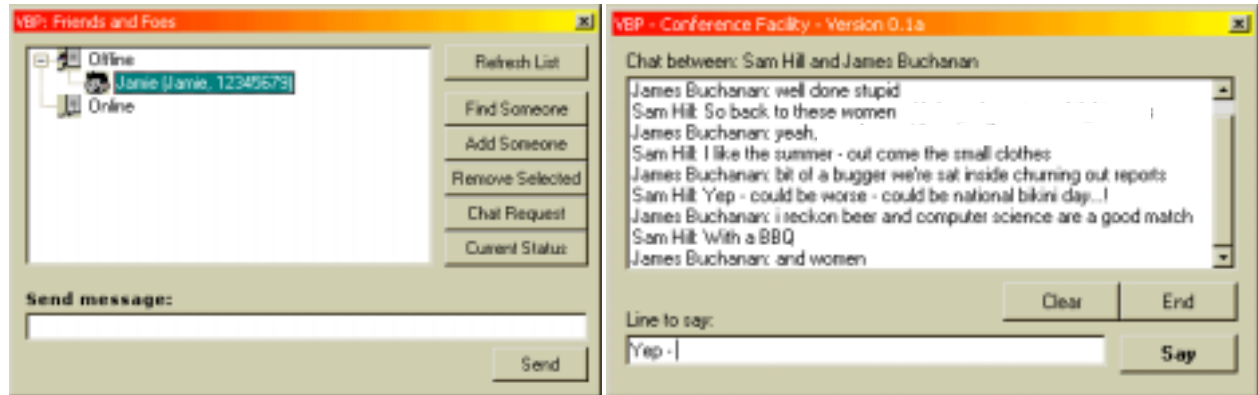 VBP: Friends and Foes
Offline
Jamie (Jamie, 12345679)
Online
Refresh List
Find Someone
Add Someone
Remove Selected
Chat Request
Current Status
Send message:
Send
VBP - Conference Facility - Version 0.1a
Chat between: Sam Hill and James Buchanan
James Buchanan: well done stupid
Sam Hill: So back to these women
James Buchanan: yeah,
Sam Hill: I like the summer - out come the small clothes
James Buchanan: bit of a bugger we're sat inside churning out reports
Sam Hill: Yep - could be worse - could be national bikini day...!
James Buchanan: i reckon beer and computer science are a good match
Sam Hill: With a BBQ
James Buchanan: and women
Clear
End
Line to say:
Yep -
Say